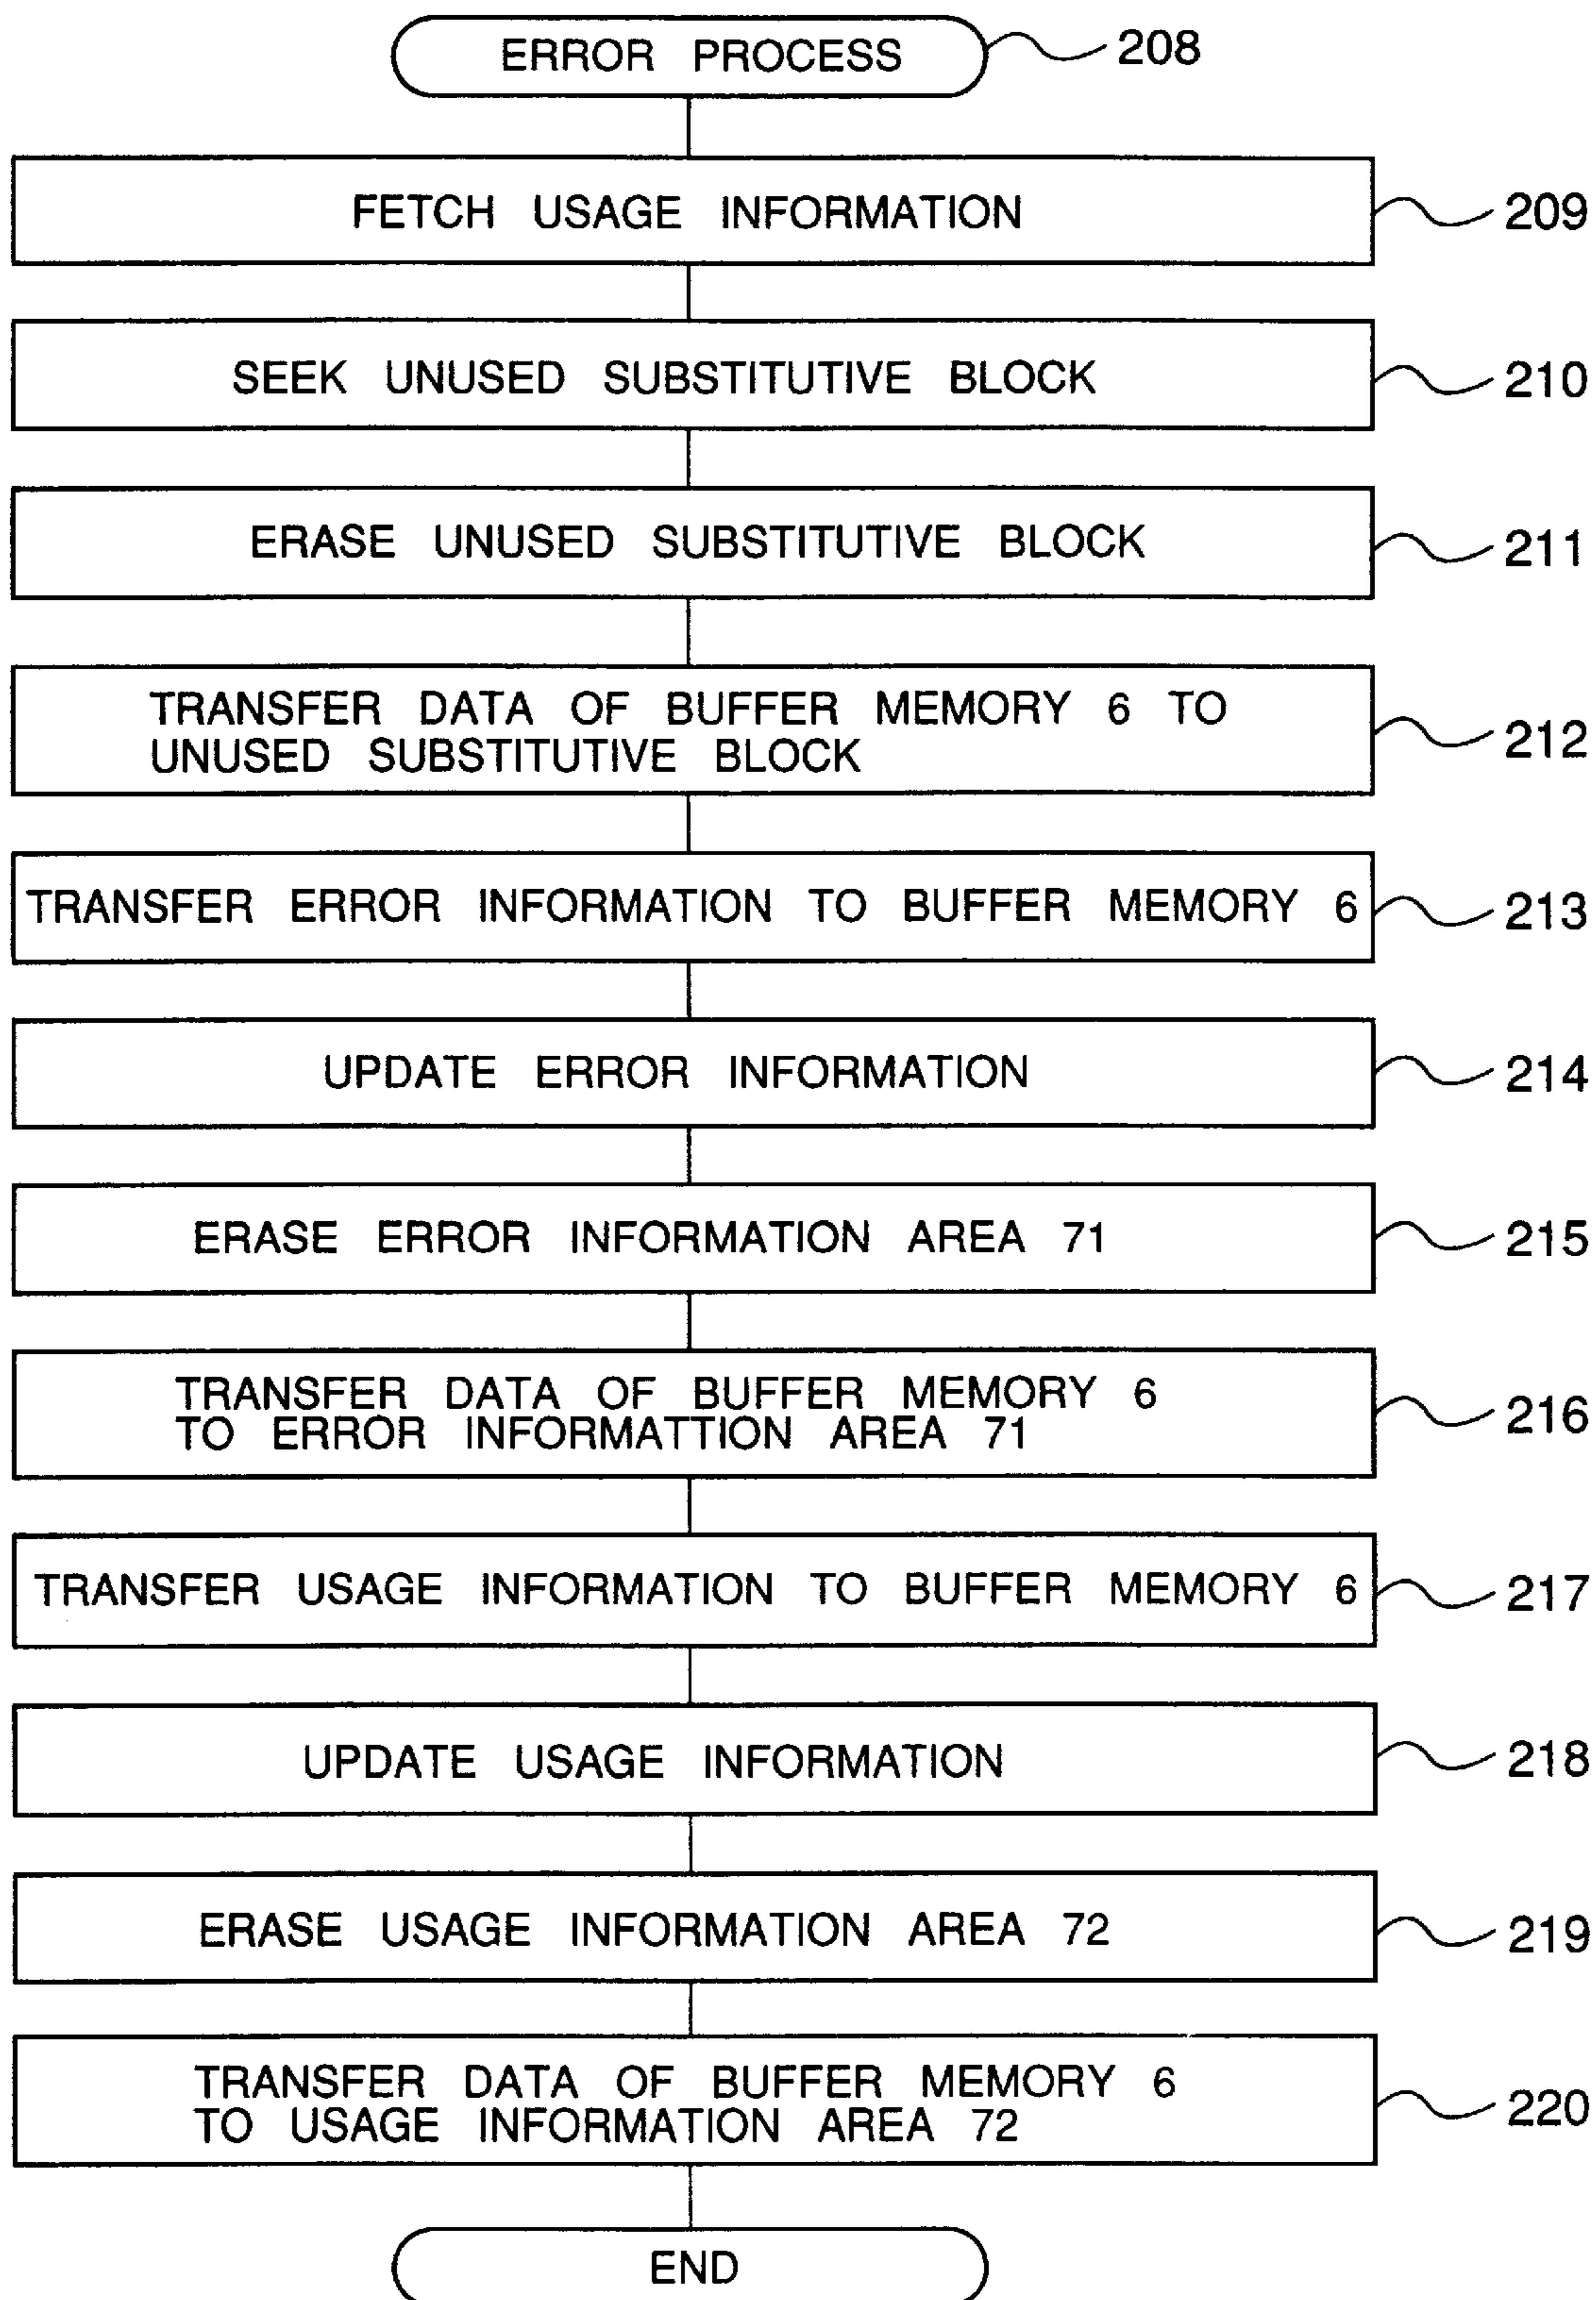 ERROR PROCESS 208
FETCH USAGE INFORMATION 209
SEEK UNUSED SUBSTITUTIVE BLOCK 210
ERASE UNUSED SUBSTITUTIVE BLOCK 211
TRANSFER DATA OF BUFFER MEMORY 6 TO
UNUSED SUBSTITUTIVE BLOCK
212
TRANSFER ERROR INFORMATION TO BUFFER MEMORY 6 213
UPDATE ERROR INFORMATION 214
ERASE ERROR INFORMATION AREA 71 215
TRANSFER DATA OF BUFFER MEMORY 6
TO ERROR INFORMATTION AREA 71
216
TRANSFER USAGE INFORMATION TO BUFFER MEMORY 6 217
UPDATE USAGE INFORMATION 218
ERASE USAGE INFORMATION AREA 72 219
TRANSFER DATA OF BUFFER MEMORY 6
TO USAGE INFORMATION AREA 72
220
END